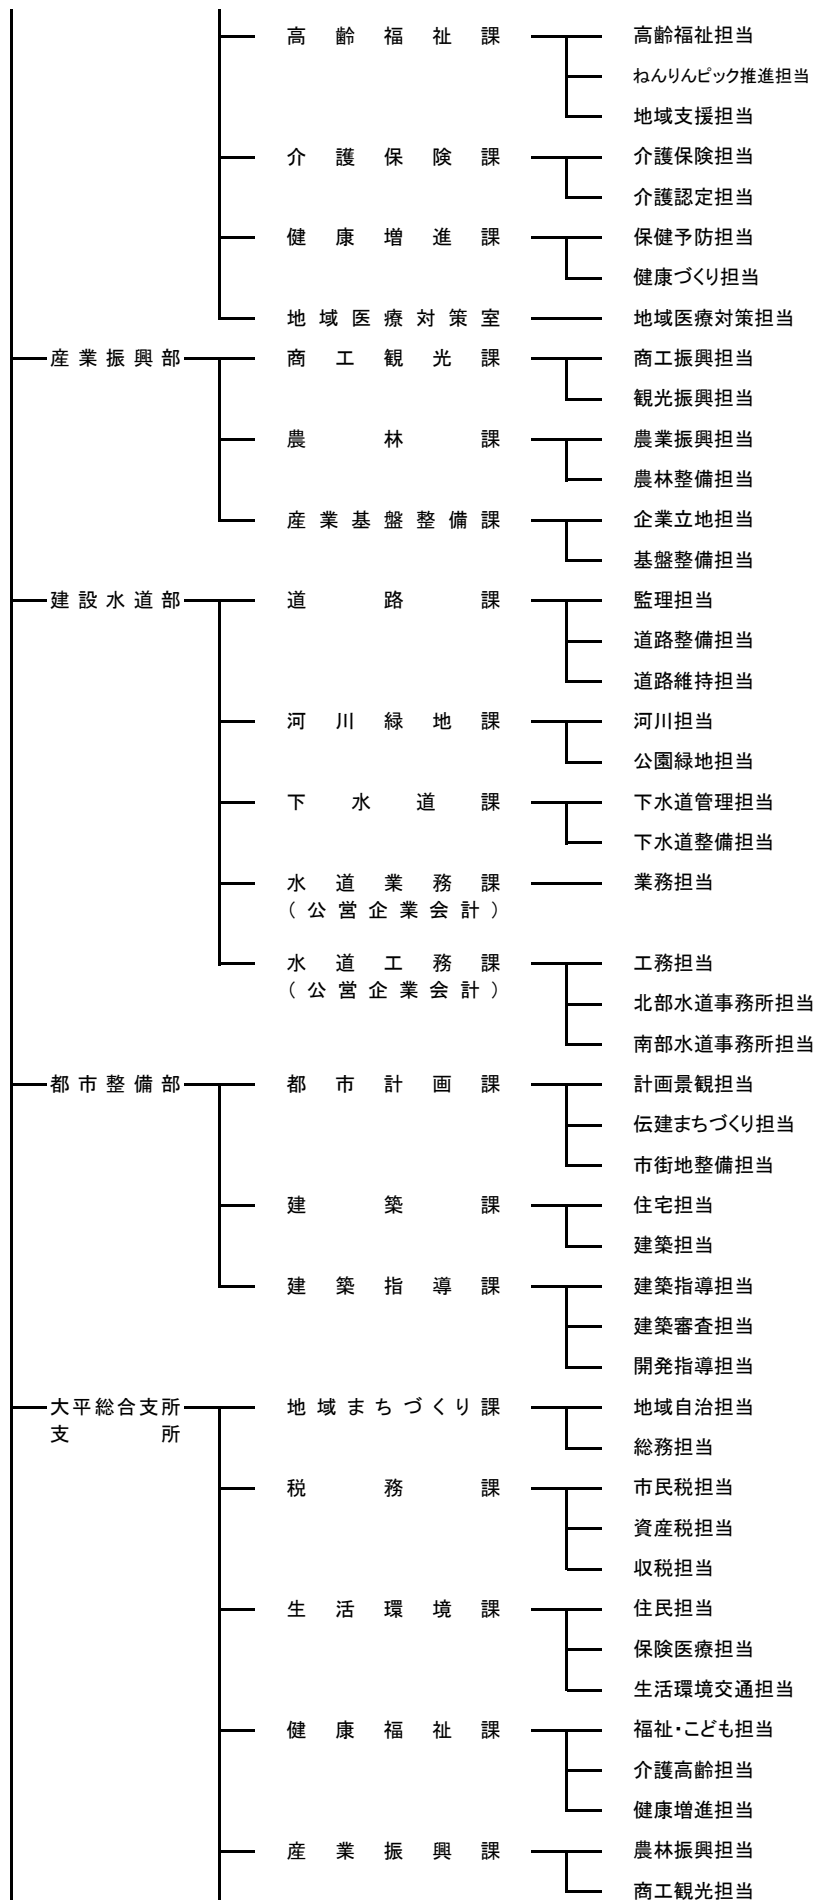 高齢福祉課 高齢福祉担当
ねんりんピック推進担当
地域支援担当
介護保険課 介護保険担当
介護認定担当
健康増進課 保健予防担当
健康づくり担当
地域医療対策室 地域医療対策担当
産業振興部 商工観光課 商工振興担当
観光振興担当
農林課 農業振興担当
農林整備担当
産業基盤整備課 企業立地担当
基盤整備担当
建設水道部 道路課 監理担当
道路整備担当
道路維持担当
河川緑地課 河川担当
公園緑地担当
下水道課 下水道管理担当
下水道整備担当
水道業務課 業務担当
(公営企業会計)
水道工務課 工務担当
(公営企業会計)
北部水道事務所担当
南部水道事務所担当
都市整備部 都市計画課 計画景観担当
伝建まちづくり担当
市街地整備担当
建築課 住宅担当
建築担当
建築指導課 建築指導担当
建築審査担当
開発指導担当
大平総合支所 地域まちづくり課 地域自治担当
支所
総務担当
税務課 市民税担当
資産税担当
収税担当
生活環境課 住民担当
保険医療担当
生活環境交通担当
健康福祉課 福祉・こども担当
介護高齢担当
健康増進担当
産業振興課 農林振興担当
商工観光担当